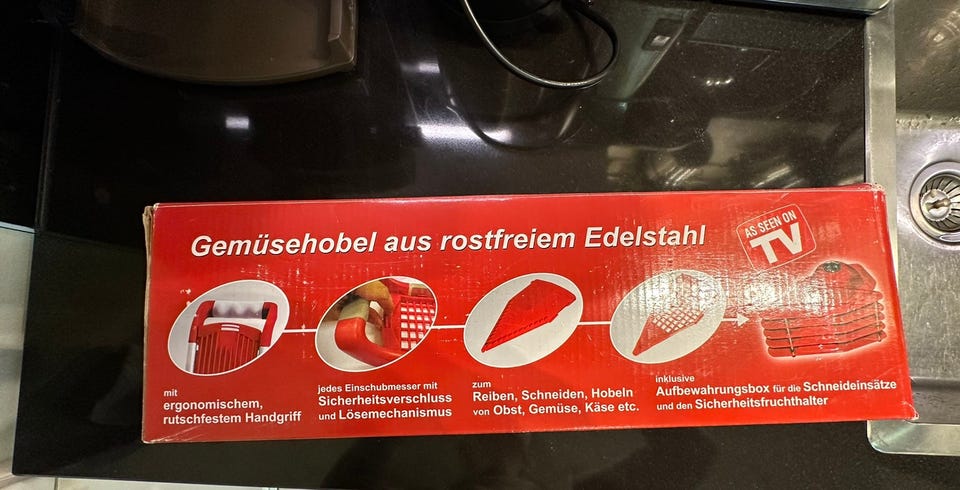 Gemüsehobel aus rostfreiem Edelstahl
AS SEEN ON
TV
mit
ergonomischem,
rutschfestem Handgriff
jedes Einschubmesser mit
Sicherheitsverschluss
und Lösemechanismus
zum
Reiben, Schneiden, Hobeln
von Obst, Gemüse, Käse etc.
inklusive
Aufbewahrungsbox für die Schneideinsätze
und den Sicherheitsfruchthalter